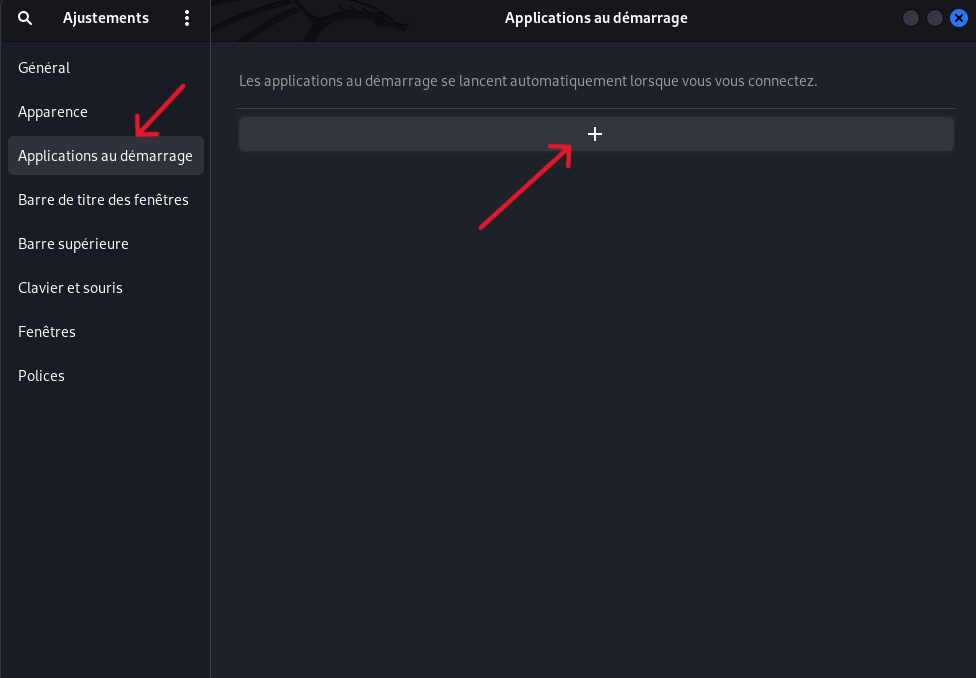 Ajustements
Applications au démarrage
Général
Apparence
Applications au démarrage
Barre de titre des fenêtres
Barre supérieure
Clavier et souris
Fenêtres
Polices
Les applications au démarrage se lancent automatiquement lorsque vous vous connectez.